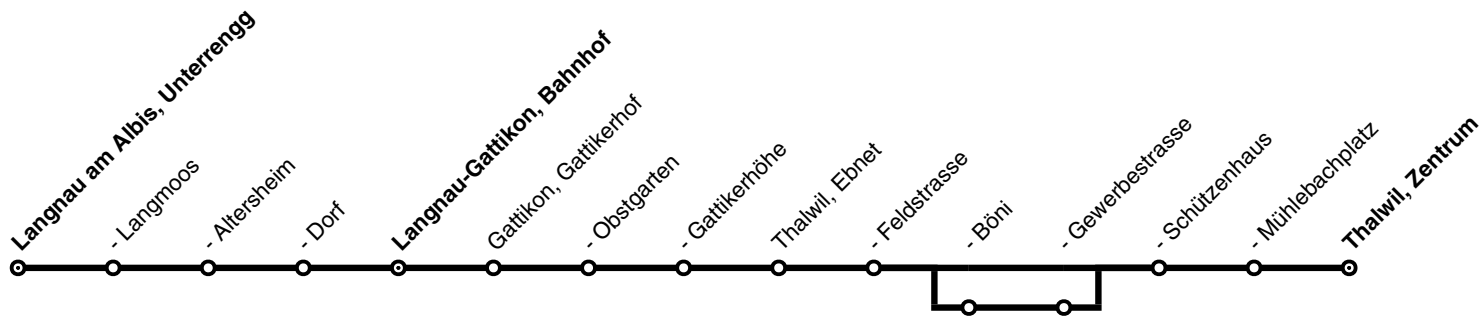 Langnau am Albis, Unterrengg
- Langmoos
- Altersheim
- Dorf
Langnau-Gattikon, Bahnhof
Gattikon, Gattikerhof
- Obstgarten
- Gattikerhöhe
Thalwil, Ebnet
- Feldstrasse
- Böni
- Gewerbestrasse
- Schützenhaus
- Mühlebachplatz
Thalwil, Zentrum